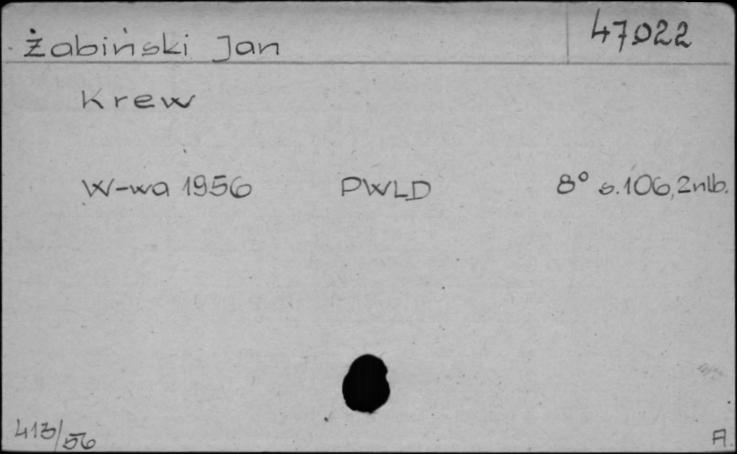 Żabiński Jan 47022
Krew
W-wa 1956 PWLD 8° s.106,2nlb.
413/56 A